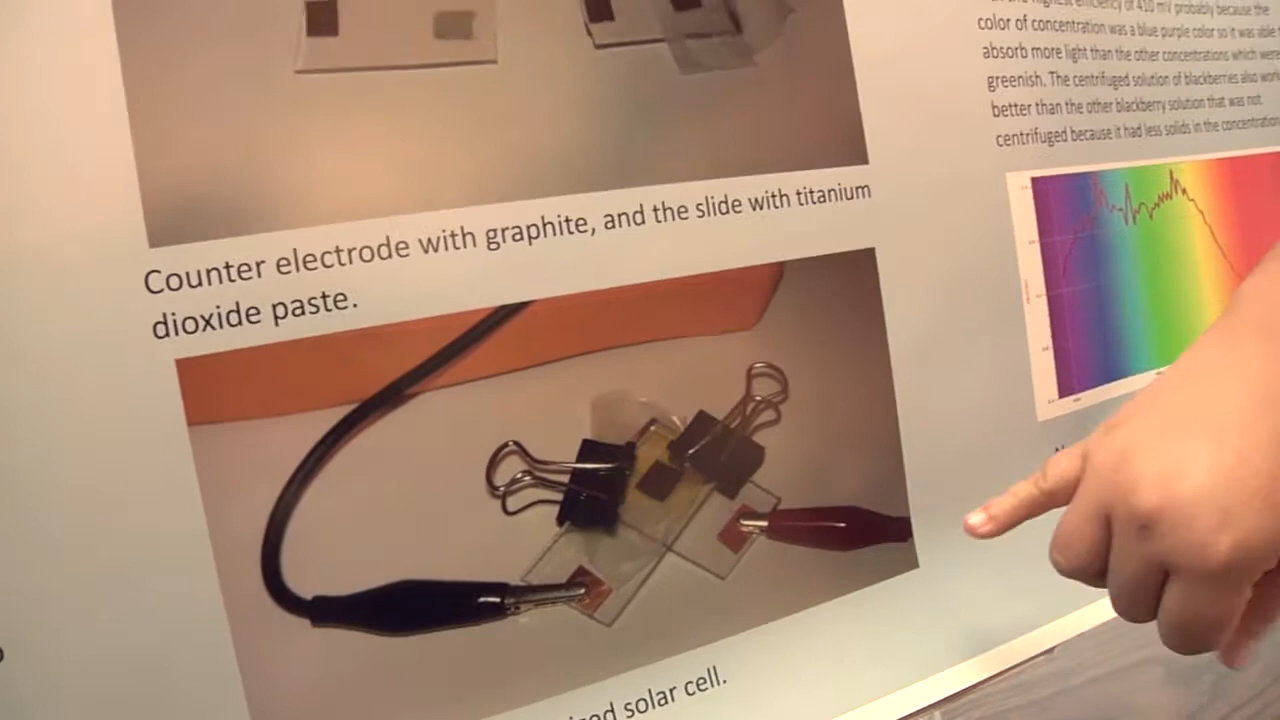 Counter electrode with graphite, and the slide with titanium
dioxide paste.
solar cell.
highest efficiency of 410 mV probably because the
color of concentration was a blue purple color so it was able
absorb more light than the other concentrations which were
greenish. The centrifuged solution of blackberries also work
better than the other blackberry solution that was not
centrifuged because it had less solids in the concentration